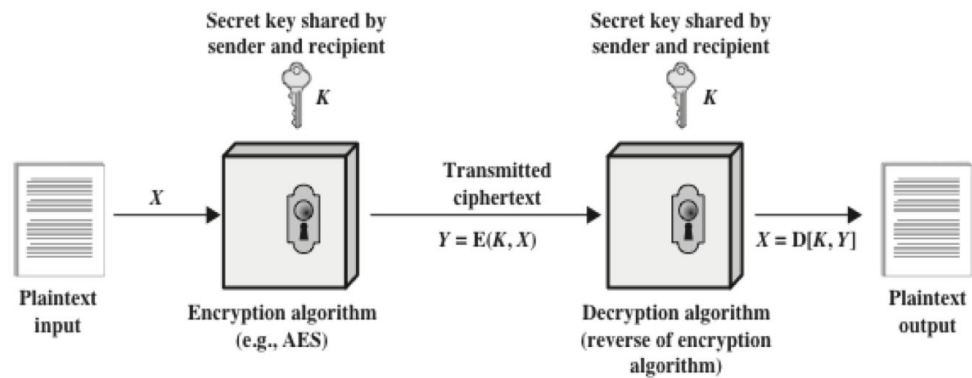 Secret key shared by
sender and recipient
K
Secret key shared by
sender and recipient
K
X
Transmitted
ciphertext
Y = E(K, X)
X = D[K, Y]
Plaintext
input
Encryption algorithm
(e.g., AES)
Decryption algorithm
(reverse of encryption
algorithm)
Plaintext
output